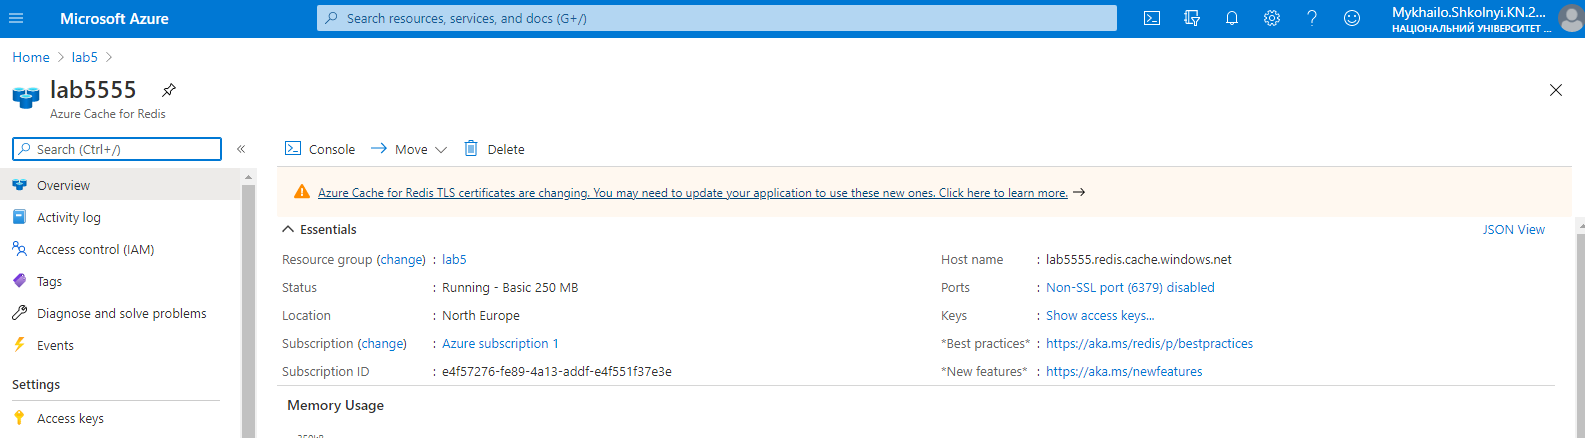 Microsoft Azure
Search resources, services, and docs (G+/)
Mykhailo.Shkolnyi.KN.2...
НАЦІОНАЛЬНИЙ УНІВЕРСИТЕТ ...
Home > lab5 >
lab5555
Azure Cache for Redis
Search (Ctrl+/)
«
Overview
Activity log
Access control (IAM)
Tags
Diagnose and solve problems
Events
Settings
Access keys
Console Move Delete
Azure Cache for Redis TLS certificates are changing. You may need to update your application to use these new ones. Click here to learn more. →
Essentials
JSON View
Resource group (change) : lab5
Status : Running - Basic 250 MB
Location : North Europe
Subscription (change) : Azure subscription 1
Subscription ID : e4f57276-fe89-4a13-addf-e4f551f37e3e
Host name : lab5555.redis.cache.windows.net
Ports : Non-SSL port (6379) disabled
Keys : Show access keys...
*Best practices* : https://aka.ms/redis/p/bestpractices
*New features* : https://aka.ms/newfeatures
Memory Usage